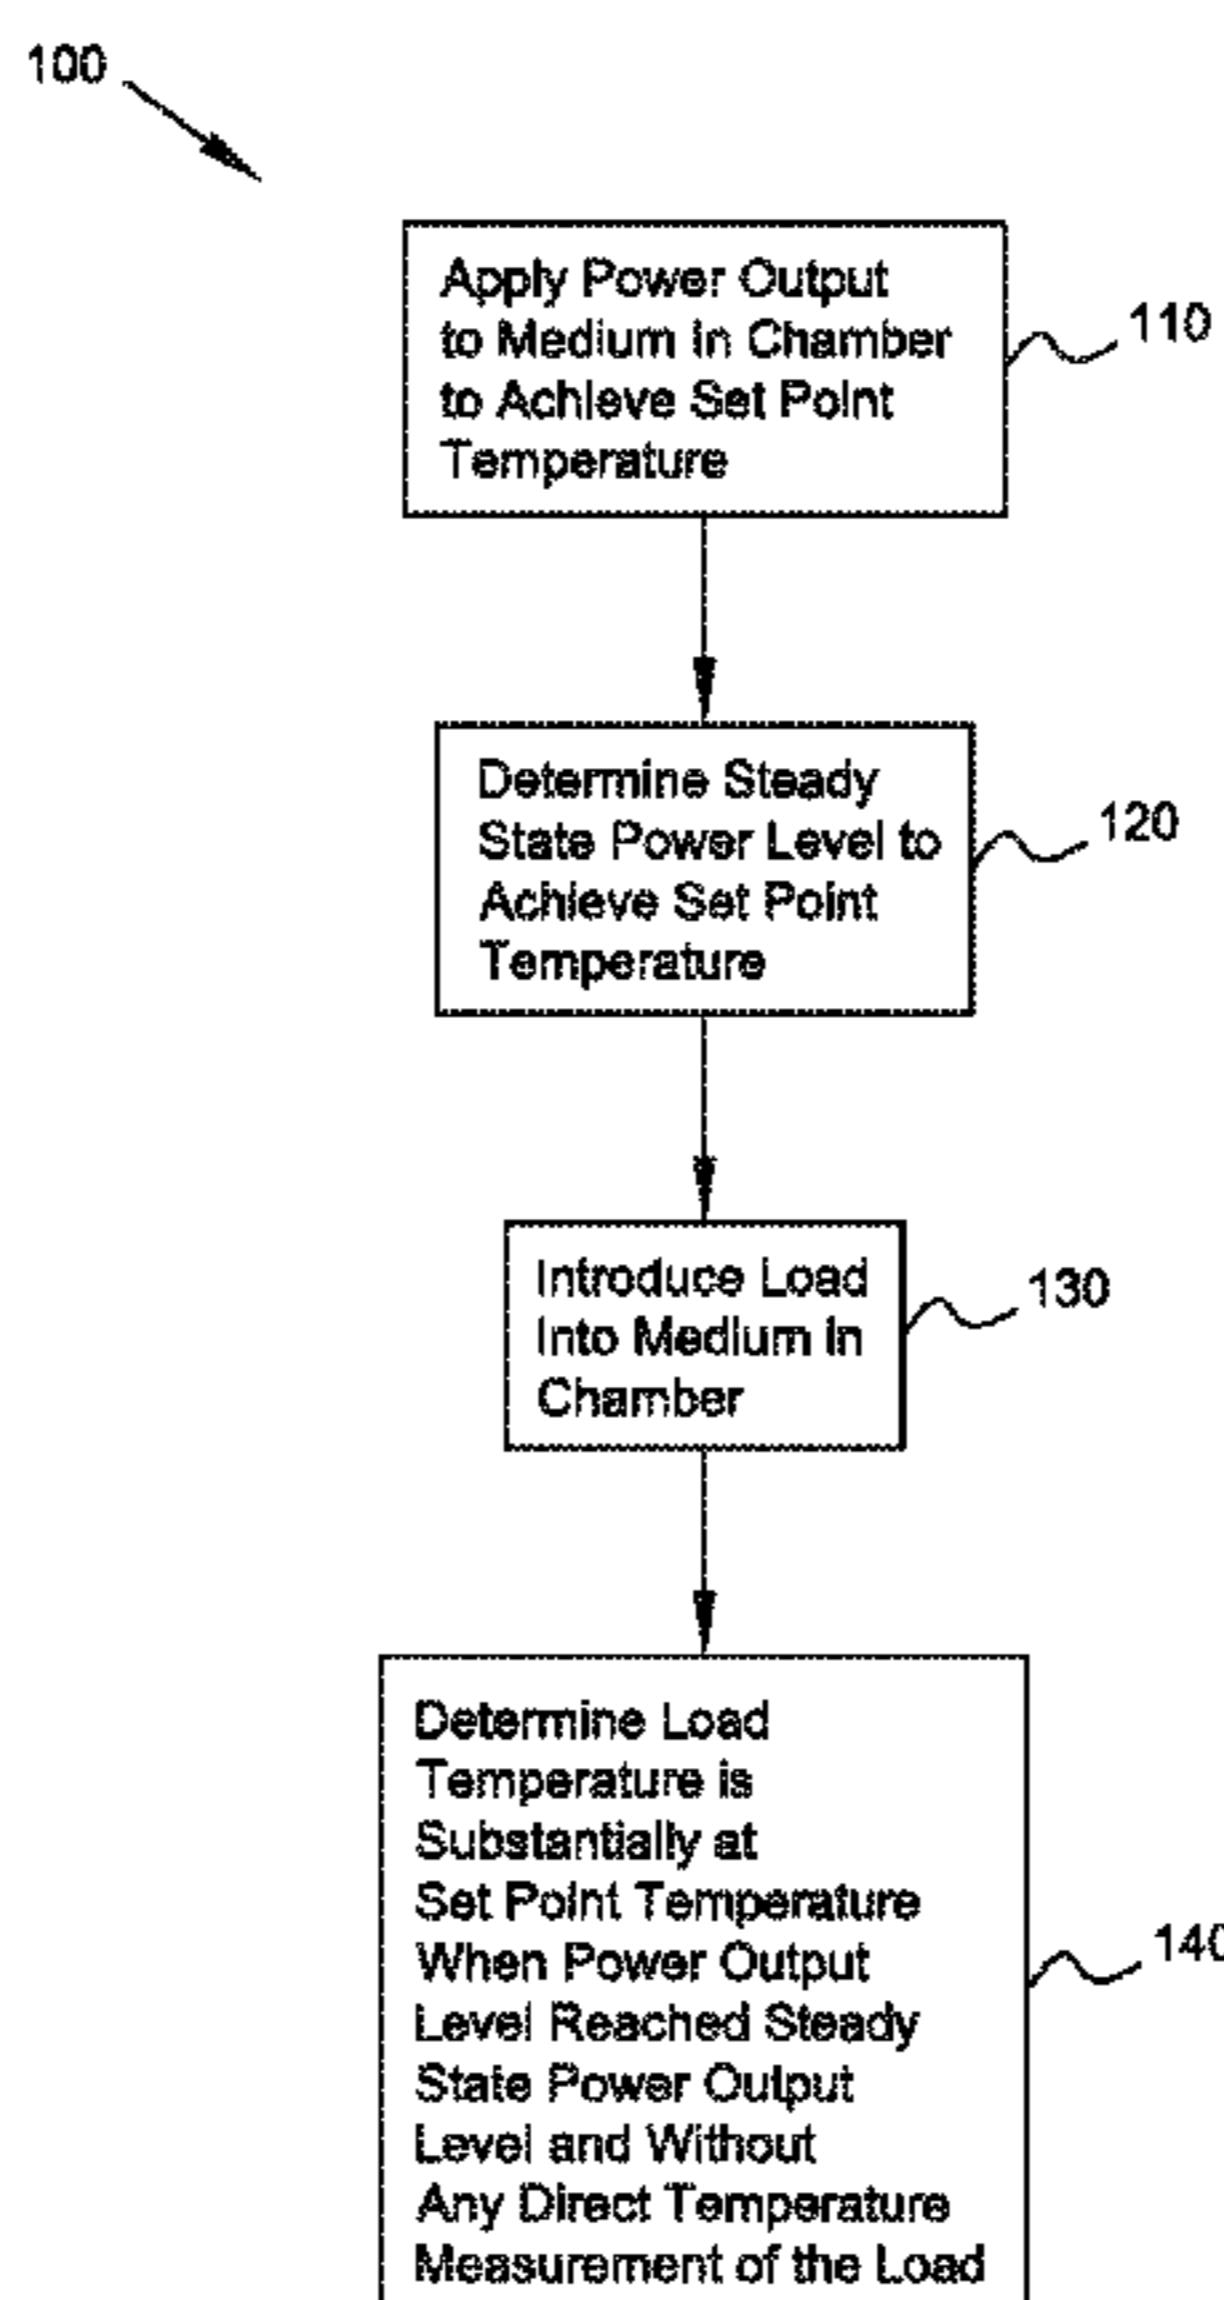 100
Apply Power Output
to Medium in Chamber
to Achieve Set Point
Temperature
110
Determine Steady
State Power Level to
Achieve Set Point
Temperature
120
Introduce Load
Into Medium in
Chamber
130
Determine Load
Temperature is
Substantially at
Set Point Temperature
When Power Output
Level Reached Steady
State Power Output
Level and Without
Any Direct Temperature
Measurement of the Load
140